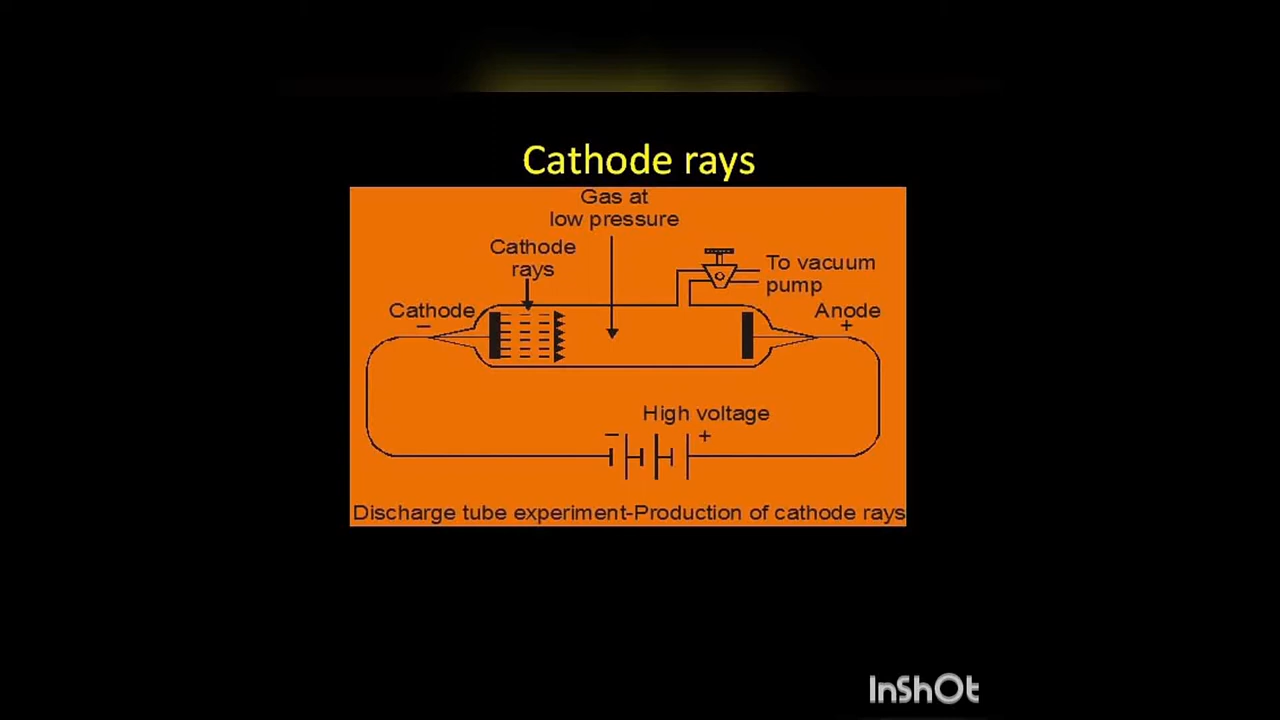 Cathode rays
Gas at
low pressure
Cathode
rays
To vacuum
pump
Cathode
−
Anode
+
High voltage
− +
Discharge tube experiment-Production of cathode rays
InShOt